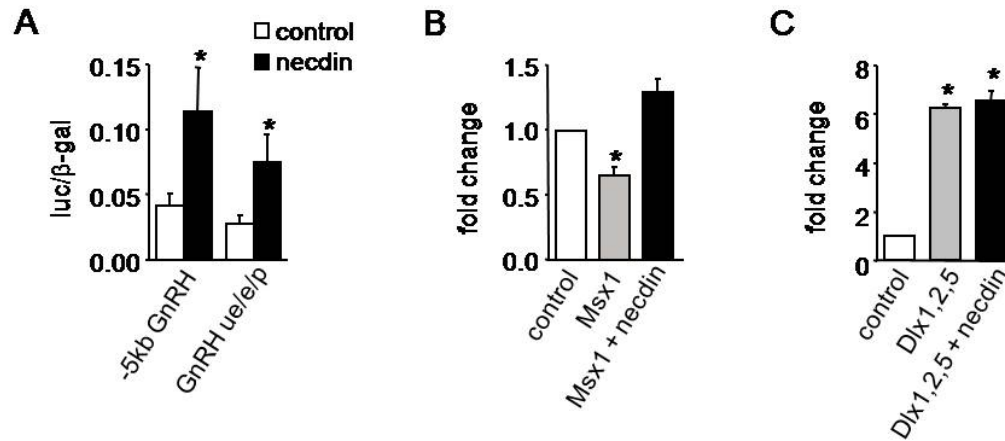 A
control
necdin
luc/β-gal
0.15
0.10
0.05
0.00
*
*
-5kb GnRH
GnRH ue/e/p
B
fold change
1.5
1.0
0.5
0.0
*
control
Msx1
Msx1 + necdin
C
fold change
8
6
4
2
0
*
*
control
Dlx1,2,5
Dlx1,2,5 + necdin